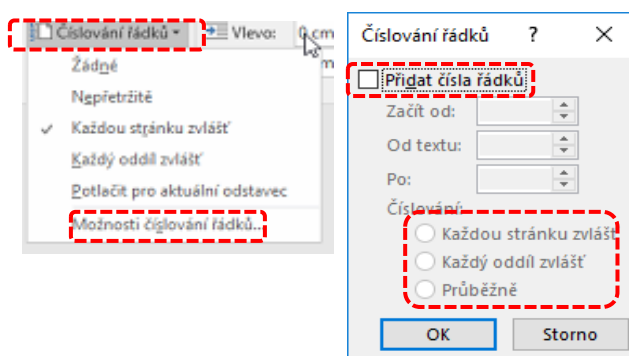 Číslování řádků
Vlevo: 0 cm
Žádné
Nepřetržitě
Každou stránku zvlášť
Každý oddíl zvlášť
Potlačit pro aktuální odstavec
Možnosti číslování řádků...
Číslování řádků ? ×
Přidat čísla řádků
Začít od:
Od textu:
Po:
Číslování:
Každou stránku zvlášť
Každý oddíl zvlášť
Průběžně
OK Storno